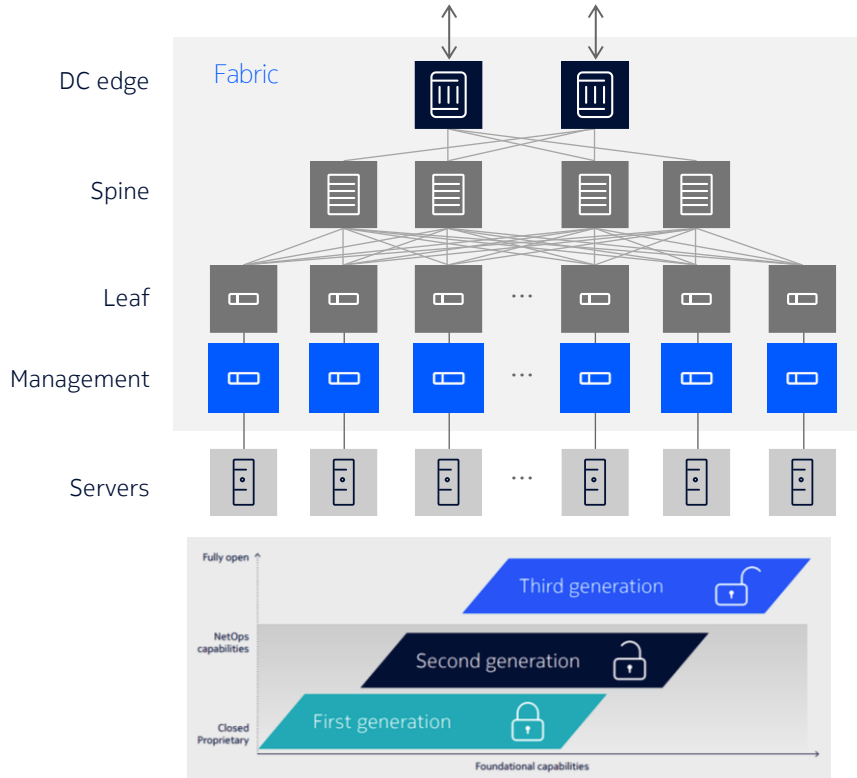 DC edge
Fabric
Spine
Leaf
...
Management
...
Servers
...
Fully open
Third generation
NetOps
capabilities
Second generation
First generation
Closed
Proprietary
Foundational capabilities